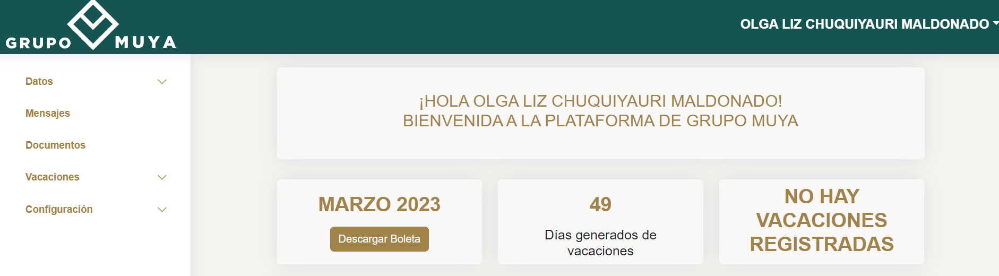 GRUPO MUYA
OLGA LIZ CHUQUIYAURI MALDONADO
Datos
Mensajes
Documentos
Vacaciones
Configuración
¡HOLA OLGA LIZ CHUQUIYAURI MALDONADO!
BIENVENIDA A LA PLATAFORMA DE GRUPO MUYA
MARZO 2023
Descargar Boleta
49
Días generados de
vacaciones
NO HAY
VACACIONES
REGISTRADAS